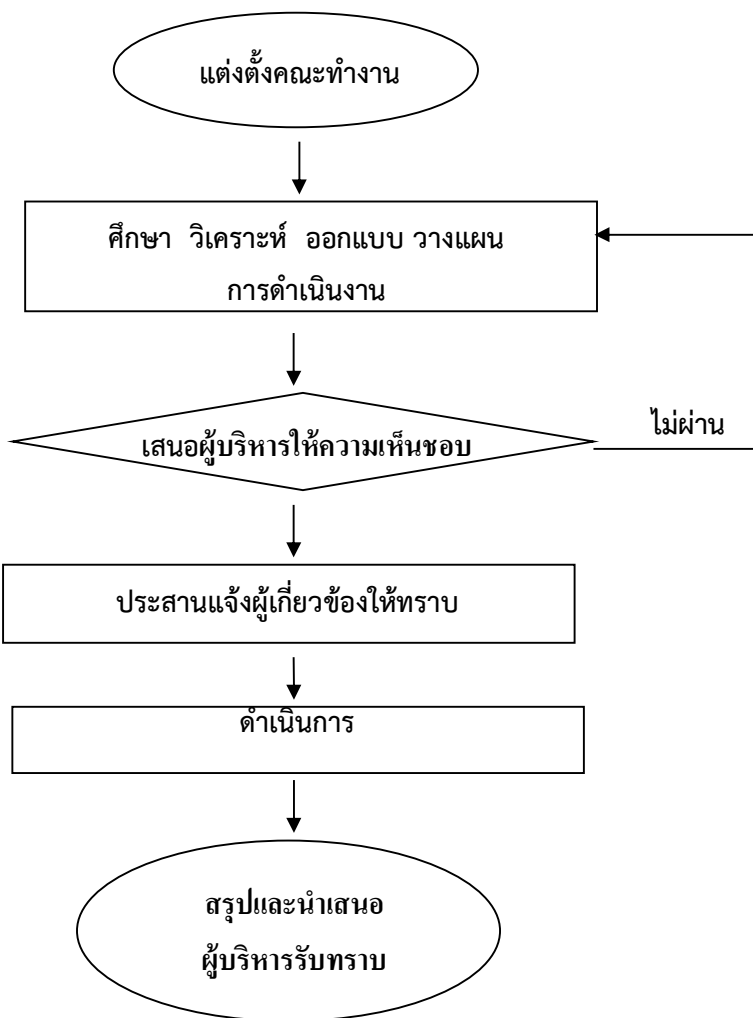 แต่งตั้งคณะทำงาน
ศึกษา วิเคราะห์ ออกแบบ วางแผน
การดำเนินงาน
เสนอผู้บริหารให้ความเห็นชอบ
ไม่ผ่าน
ประสานแจ้งผู้เกี่ยวข้องให้ทราบ
ดำเนินการ
สรุปและนำเสนอ
ผู้บริหารรับทราบ